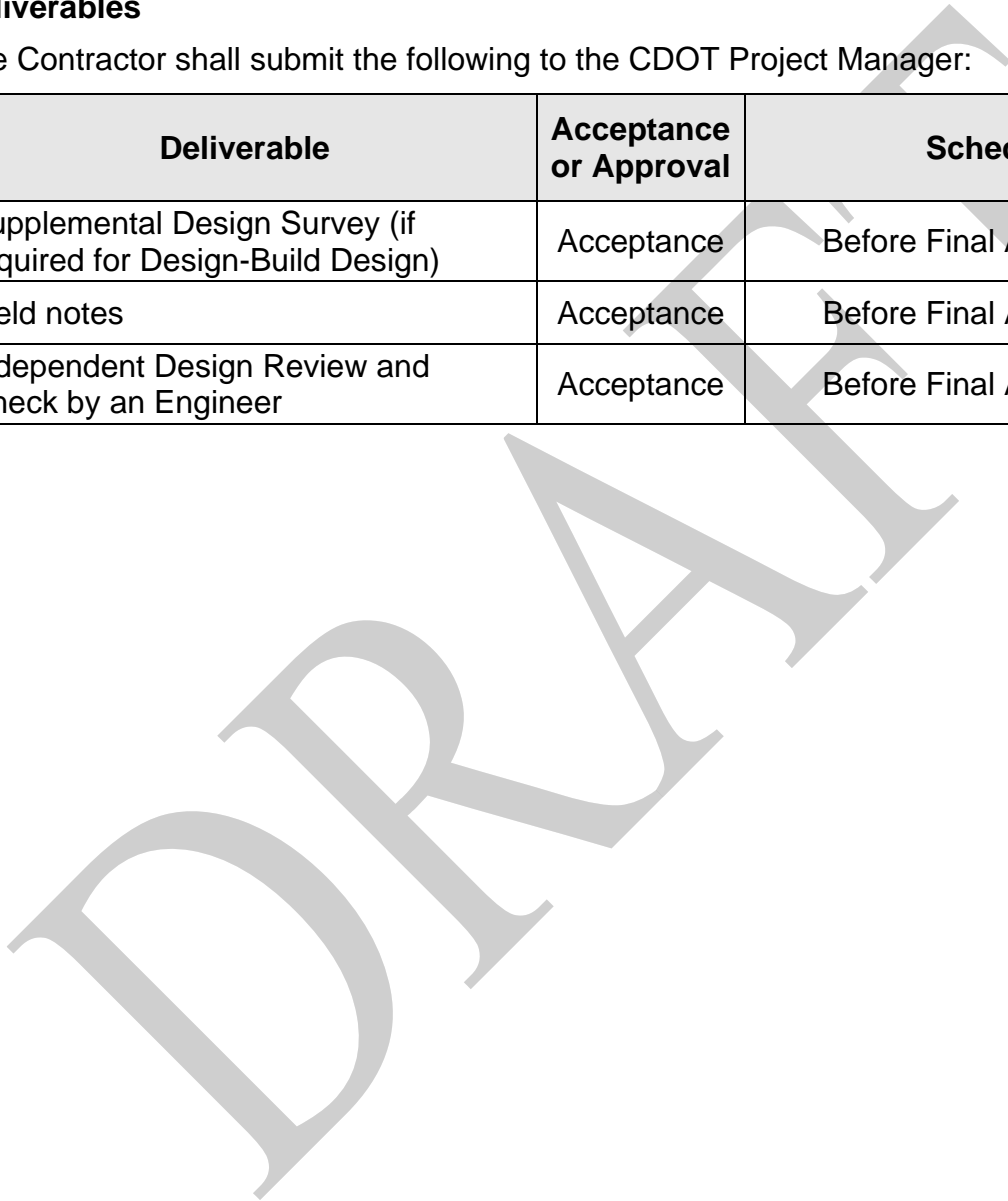 liverables
e Contractor shall submit the following to the CDOT Project Manager:
Deliverable
Acceptance
or Approval
Sched
upplemental Design Survey (if
quired for Design-Build Design)
Acceptance
Before Final A
eld notes
Acceptance
Before Final A
dependent Design Review and
heck by an Engineer
Acceptance
Before Final A
DRAFT